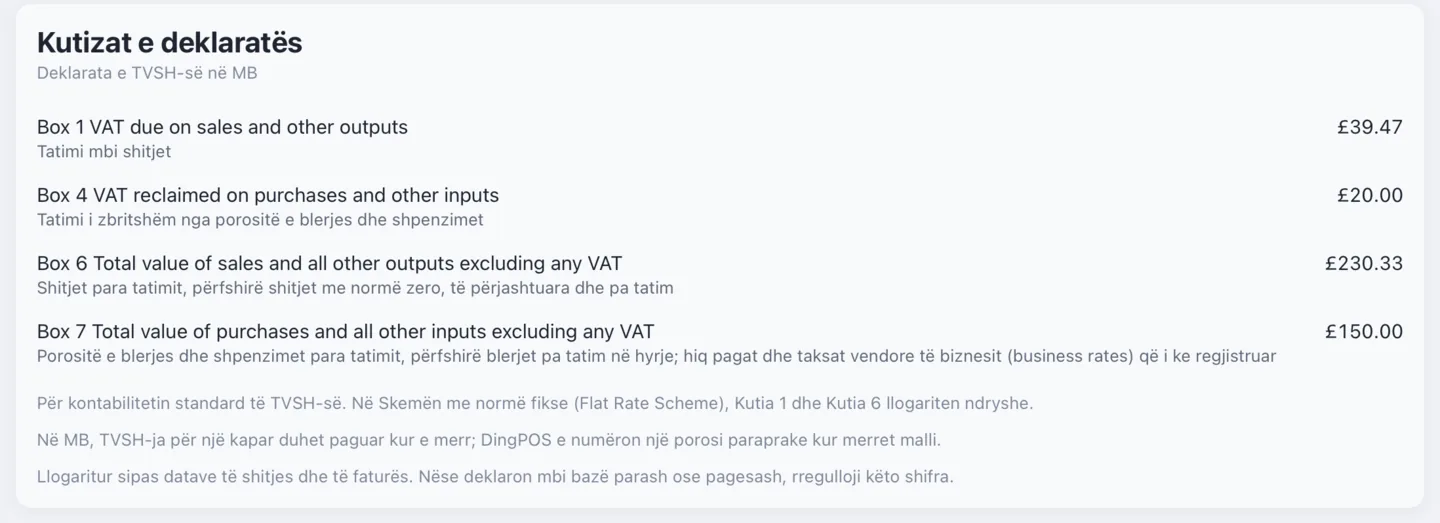 Kutizat e deklaratës
Deklarata e TVSH-së në MB
Box 1 VAT due on sales and other outputs
£39.47
Tatimi mbi shitjet
Box 4 VAT reclaimed on purchases and other inputs
£20.00
Tatimi i zbritshëm nga porositë e blerjes dhe shpenzimet
Box 6 Total value of sales and all other outputs excluding any VAT
£230.33
Shitjet para tatimit, përfshirë shitjet me normë zero, të përjashtuara dhe pa tatim
Box 7 Total value of purchases and all other inputs excluding any VAT
£150.00
Porositë e blerjes dhe shpenzimet para tatimit, përfshirë blerjet pa tatim në hyrje; hiq pagat dhe taksat vendore të biznesit (business rates) që i ke regjistruar
Për kontabilitetin standard të TVSH-së. Në Skemën me normë fikse (Flat Rate Scheme), Kutia 1 dhe Kutia 6 llogariten ndryshe.
Në MB, TVSH-ja për një kapar duhet paguar kur e merr; DingPOS e numëron një porosi paraprake kur merret malli.
Llogaritur sipas datave të shitjes dhe të faturës. Nëse deklaron mbi bazë parash ose pagesash, rregulloji këto shifra.